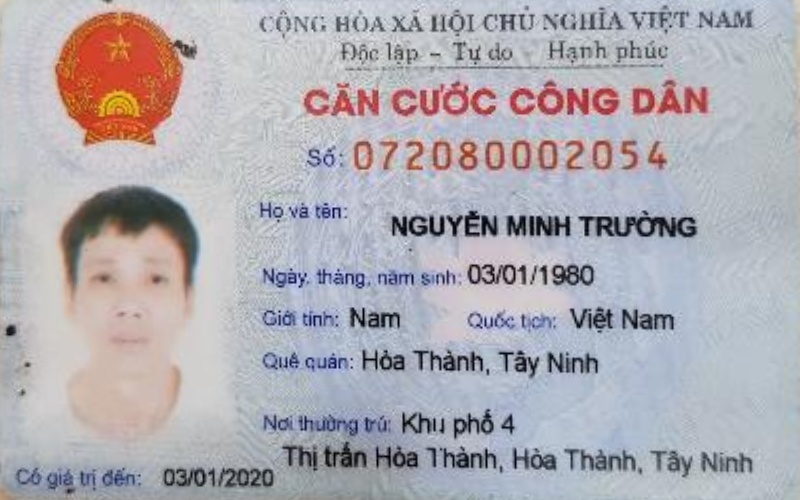 CỘNG HÒA XÃ HỘI CHỦ NGHĨA VIỆT NAM
Độc lập - Tự do - Hạnh phúc
CĂN CƯỚC CÔNG DÂN
Số: 072080002054
Họ và tên: NGUYỄN MINH TRƯỜNG
Ngày, tháng, năm sinh: 03/01/1980
Giới tính: Nam Quốc tịch: Việt Nam
Quê quán: Hòa Thành, Tây Ninh
Nơi thường trú: Khu phố 4
Thị trấn Hòa Thành, Hòa Thành, Tây Ninh
Có giá trị đến: 03/01/2020